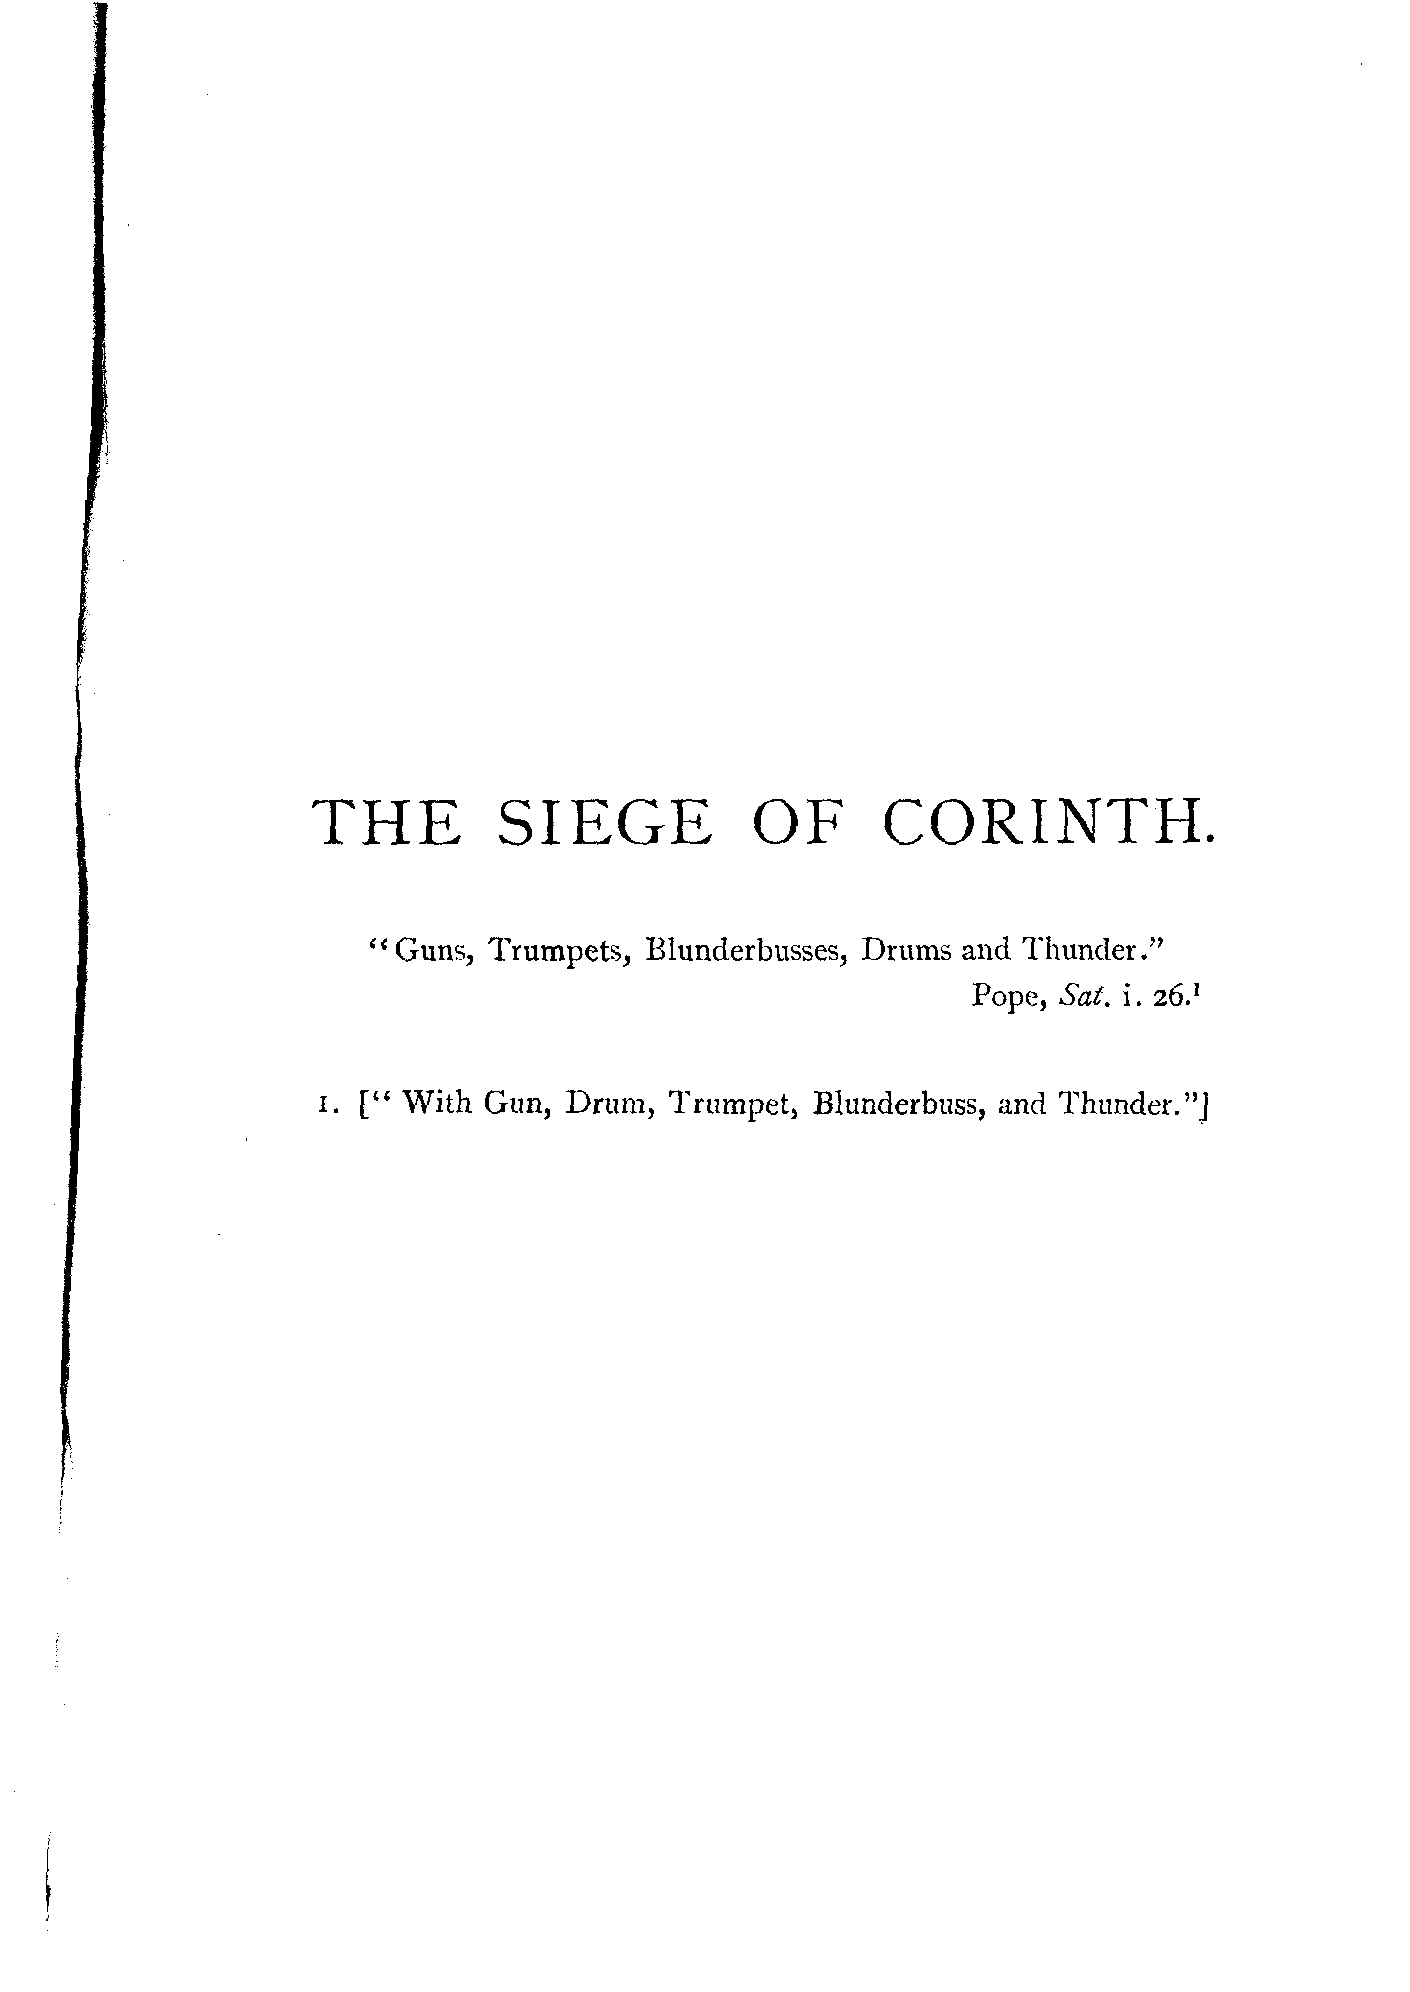 THE SIEGE OF CORINTH.
“Guns, Trumpets, Blunderbusses, Drums and Thunder.”
Pope, Sat. i. 26.¹
1. [“ With Gun, Drum, Trumpet, Blunderbuss, and Thunder.”]